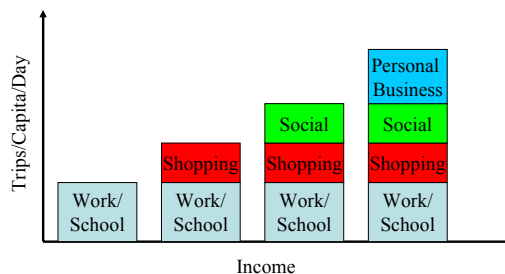 Trips/Capita/Day
Personal
Business
Social
Social
Shopping
Shopping
Shopping
Work/
School
Work/
School
Work/
School
Work/
School
Income